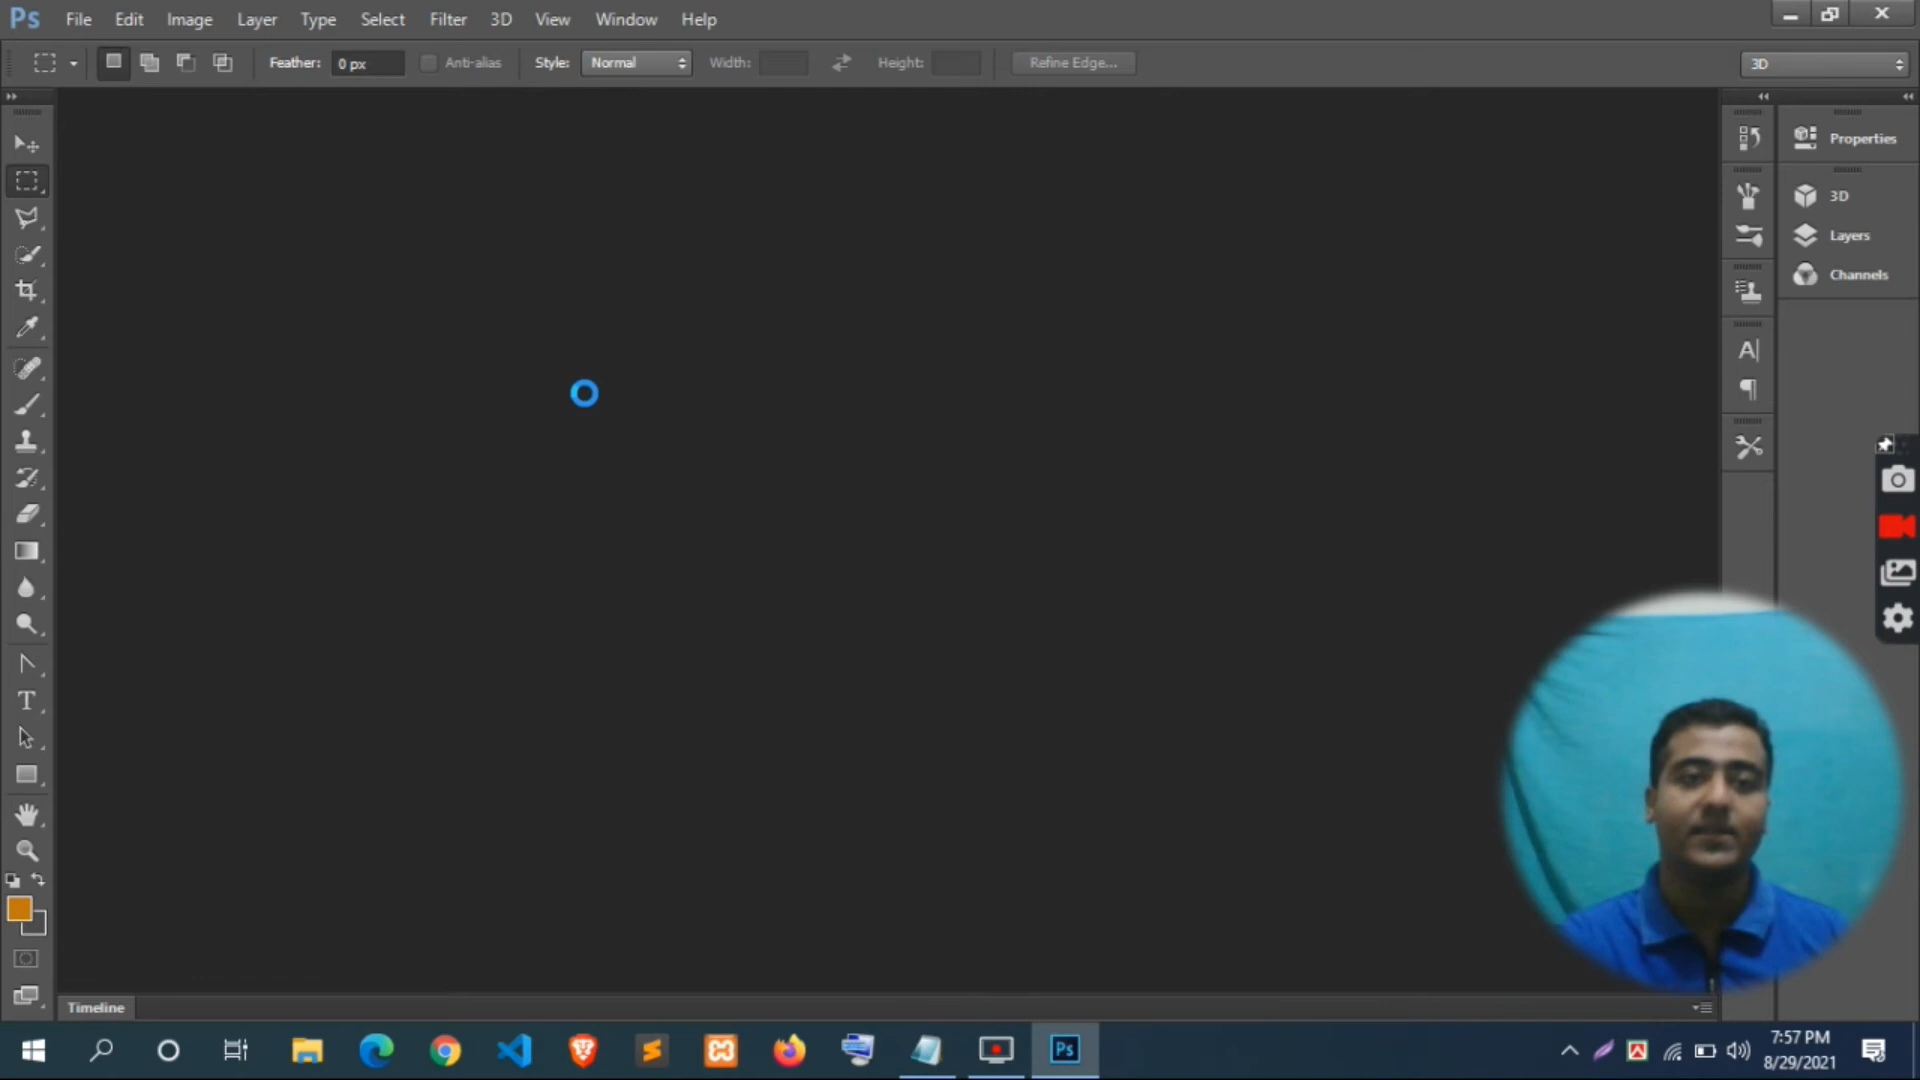 Ps File Edit Image Layer Type Select Filter 3D View Window Help
Feather: 0 px Anti-alias Style: Normal Width: Height: Refine Edge... 3D
Properties
3D
Layers
Channels
Timeline
7:57 PM
8/29/2021
Ps